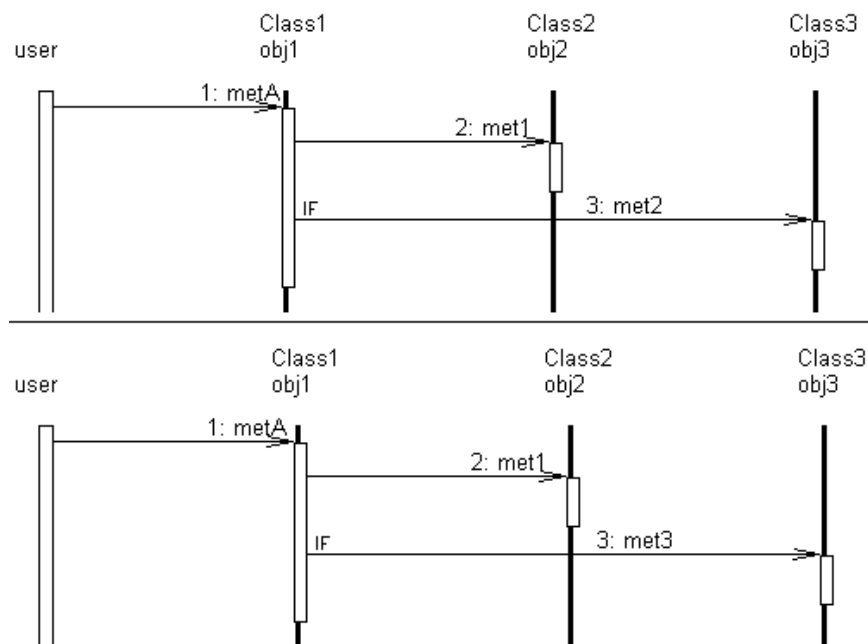 Class1 Class2 Class3
user obj1 obj2 obj3
1: metA
2: met1
IF 3: met2
Class1 Class2 Class3
user obj1 obj2 obj3
1: metA
2: met1
IF 3: met3